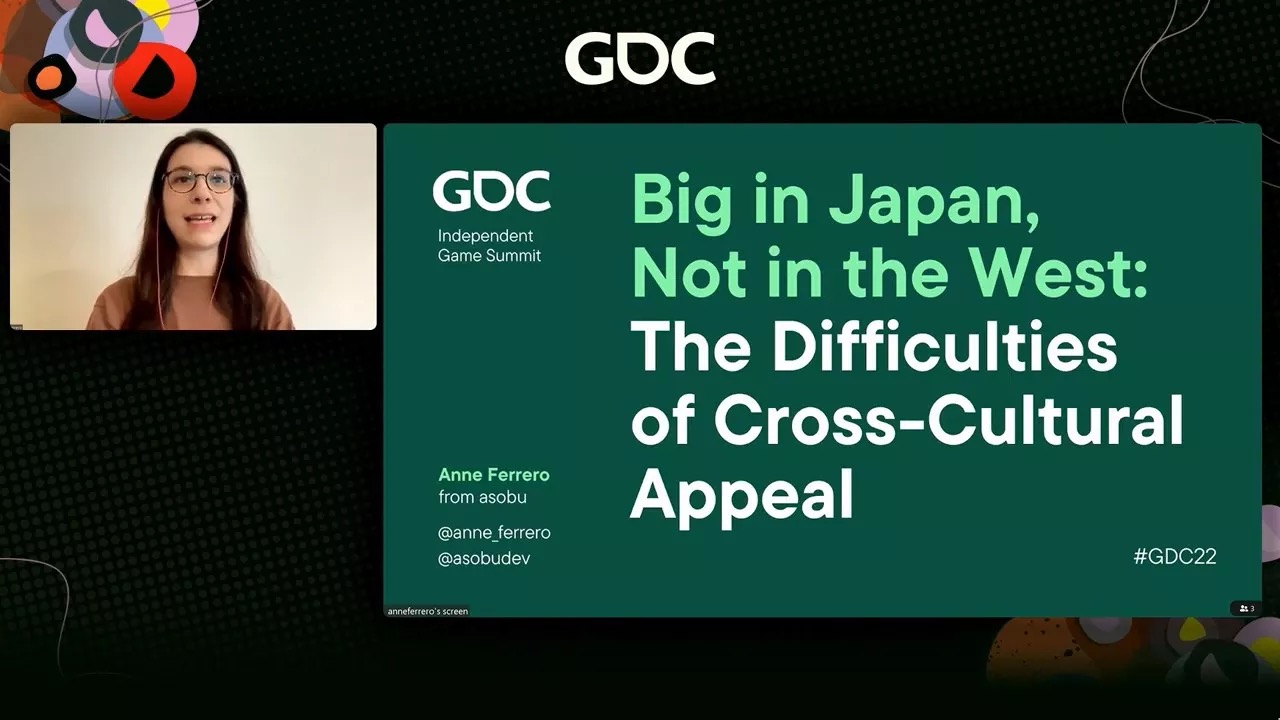 GDC
GDC
Independent
Game Summit
Big in Japan,
Not in the West:
The Difficulties
of Cross-Cultural
Appeal
Anne Ferrero
from asobu
@anne_ferrero
@asobudev
#GDC22
anneferrero's screen
3